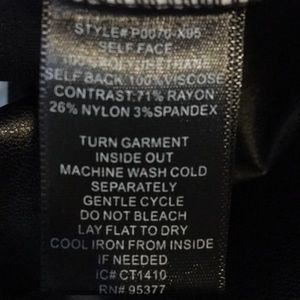 STYLE# P0070-X95
SELF FACE
100% POLYURETHANE
SELF BACK 100% VISCOSE
CONTRAST:71% RAYON
26% NYLON 3%SPANDEX
TURN GARMENT
INSIDE OUT
MACHINE WASH COLD
SEPARATELY
GENTLE CYCLE
DO NOT BLEACH
LAY FLAT TO DRY
COOL IRON FROM INSIDE
IF NEEDED
IC# CT1410
RN# 95377